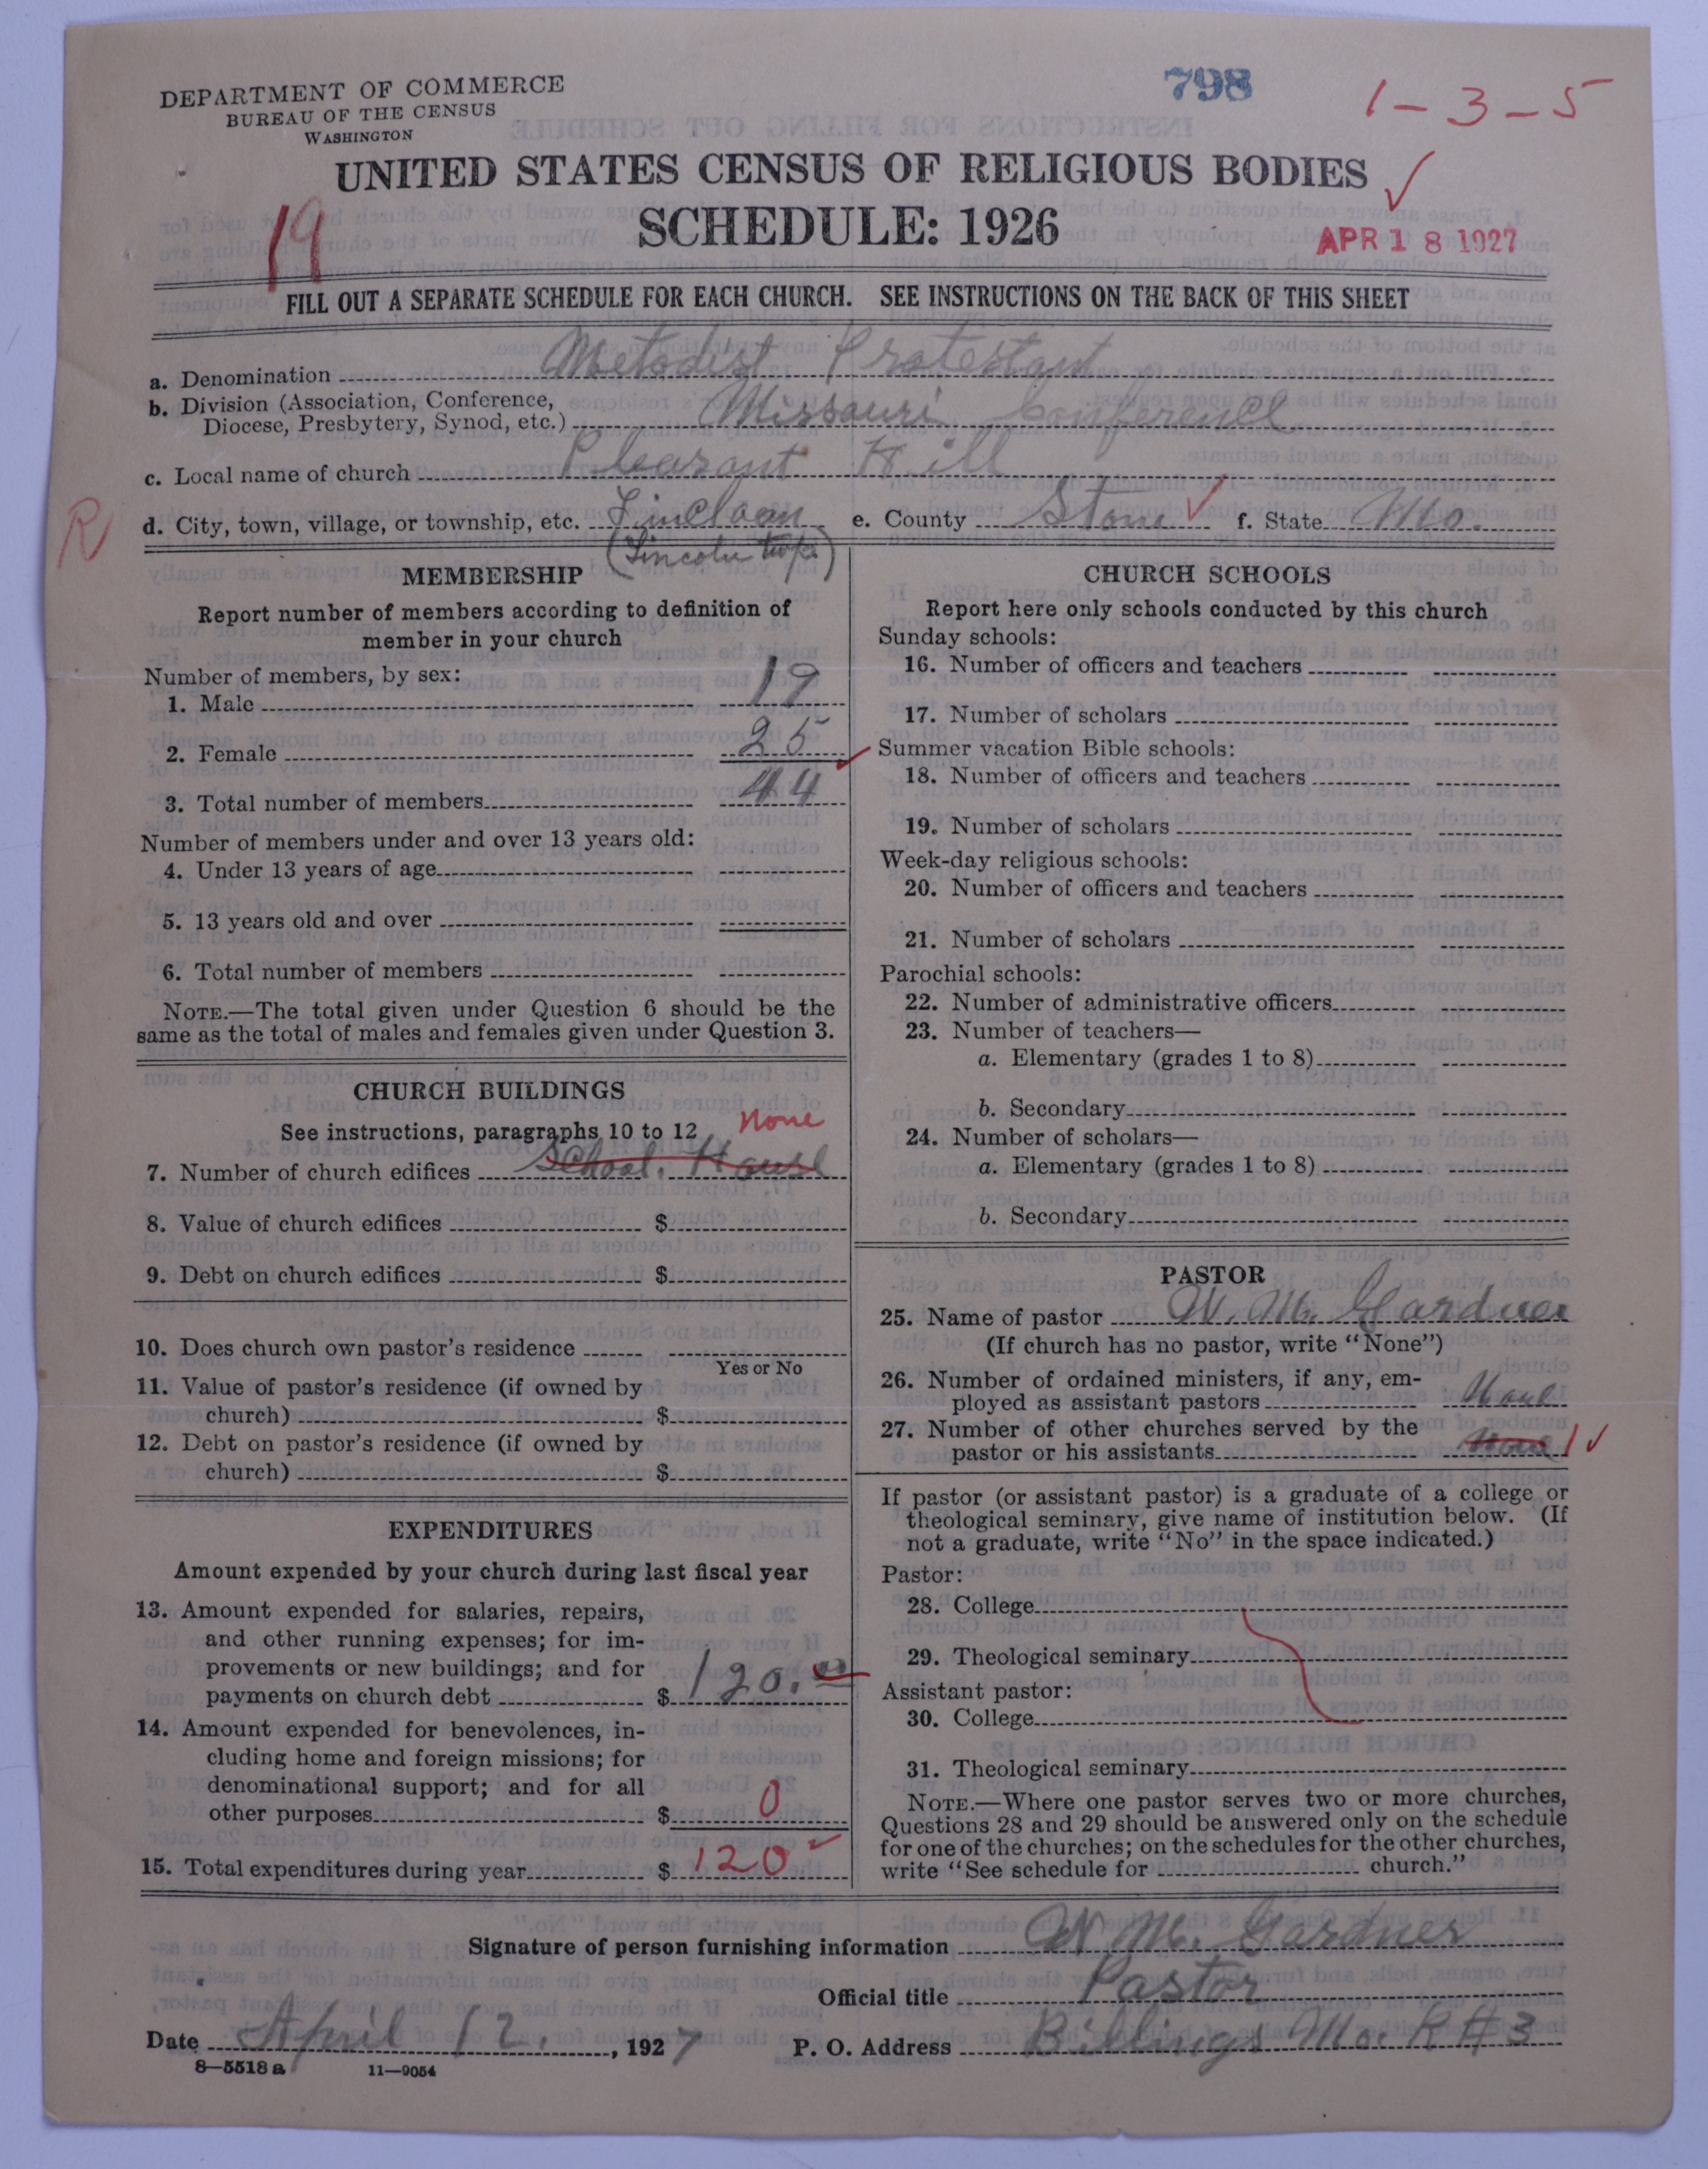 DEPARTMENT OF COMMERCE
BUREAU OF THE CENSUS
WASHINGTON
798
1-3-5
UNITED STATES CENSUS OF RELIGIOUS BODIES
SCHEDULE: 1926
19
APR 18 1927
FILL OUT A SEPARATE SCHEDULE FOR EACH CHURCH. SEE INSTRUCTIONS ON THE BACK OF THIS SHEET
a. Denomination Metodist Protestant
b. Division (Association, Conference,
Diocese, Presbytery, Synod, etc.) Missouri Conference
c. Local name of church Pleasant Hill
R
d. City, town, village, or township, etc. e. County Stone f. State Mo.
(Lincoln twp.)
MEMBERSHIP
Report number of members according to definition of
member in your church
Number of members, by sex:
1. Male 19
2. Female 25
3. Total number of members 44
Number of members under and over 13 years old:
4. Under 13 years of age
5. 13 years old and over
6. Total number of members
NOTE.—The total given under Question 6 should be the
same as the total of males and females given under Question 3.
CHURCH BUILDINGS
See instructions, paragraphs 10 to 12
none
7. Number of church edifices School House
8. Value of church edifices $
9. Debt on church edifices $
10. Does church own pastor's residence
Yes or No
11. Value of pastor's residence (if owned by
church) $
12. Debt on pastor's residence (if owned by
church) $
EXPENDITURES
Amount expended by your church during last fiscal year
13. Amount expended for salaries, repairs,
and other running expenses; for im-
provements or new buildings; and for
payments on church debt $ 120.00
14. Amount expended for benevolences, in-
cluding home and foreign missions; for
denominational support; and for all
other purposes $ 0
15. Total expenditures during year $ 120
CHURCH SCHOOLS
Report here only schools conducted by this church
Sunday schools:
16. Number of officers and teachers
17. Number of scholars
Summer vacation Bible schools:
18. Number of officers and teachers
19. Number of scholars
Week-day religious schools:
20. Number of officers and teachers
21. Number of scholars
Parochial schools:
22. Number of administrative officers
23. Number of teachers—
a. Elementary (grades 1 to 8)
b. Secondary
24. Number of scholars—
a. Elementary (grades 1 to 8)
b. Secondary
PASTOR
25. Name of pastor W. M. Gardner
(If church has no pastor, write "None")
26. Number of ordained ministers, if any, em-
ployed as assistant pastors None
27. Number of other churches served by the
pastor or his assistants None 1
If pastor (or assistant pastor) is a graduate of a college or
theological seminary, give name of institution below. (If
not a graduate, write "No" in the space indicated.)
Pastor:
28. College
29. Theological seminary
Assistant pastor:
30. College
31. Theological seminary
NOTE.—Where one pastor serves two or more churches,
Questions 28 and 29 should be answered only on the schedule
for one of the churches; on the schedules for the other churches,
write "See schedule for church."
Signature of person furnishing information W. M. Gardner
Official title Pastor
Date April 12, 1927 P. O. Address Billings Mo. R#3
8—5518a 11—9054